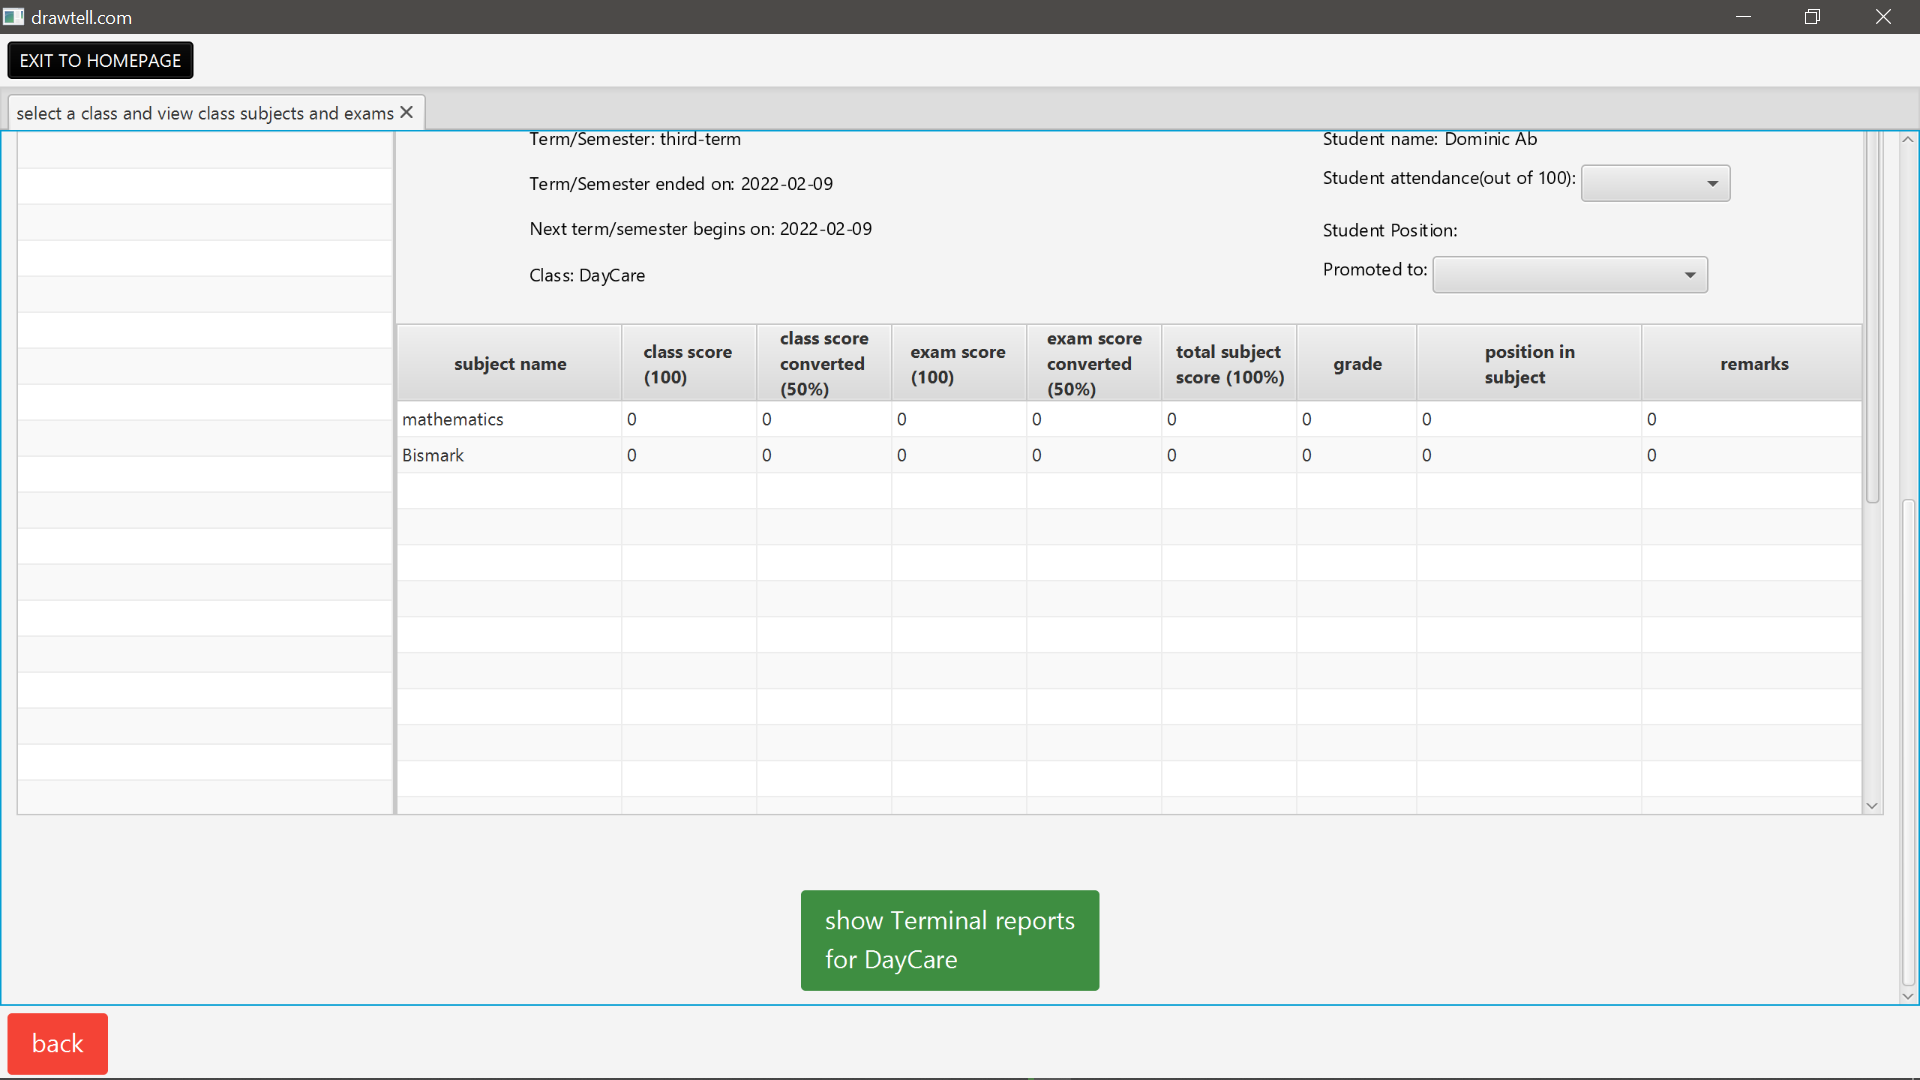 drawtell.com
EXIT TO HOMEPAGE
select a class and view class subjects and exams
Term/Semester: third-term
Term/Semester ended on: 2022-02-09
Next term/semester begins on: 2022-02-09
Class: DayCare
Student name: Dominic Ab
Student attendance(out of 100):
Student Position:
Promoted to:
subject name
class score
(100)
class score
converted
(50%)
exam score
(100)
exam score
converted
(50%)
total subject
score (100%)
grade
position in
subject
remarks
mathematics 0 0 0 0 0 0 0 0
Bismark 0 0 0 0 0 0 0 0
show Terminal reports
for DayCare
back